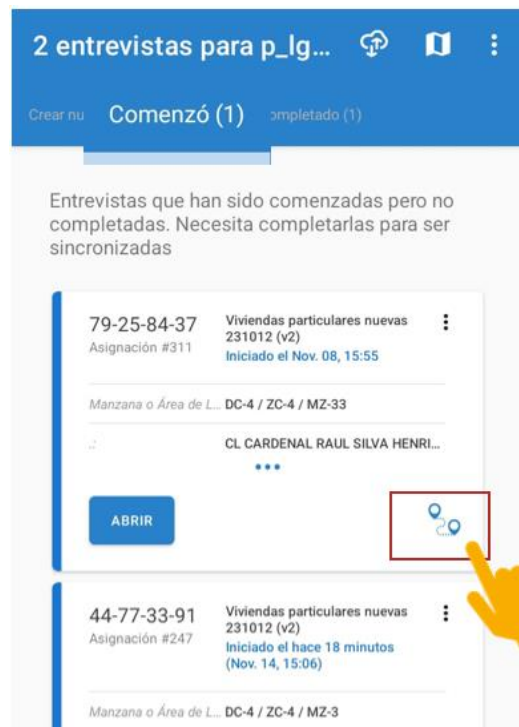 2 entrevistas para p_lg...
Crear nu Comenzó (1) ompletado (1)
Entrevistas que han sido comenzadas pero no
completadas. Necesita completarlas para ser
sincronizadas
79-25-84-37
Asignación #311
Viviendas particulares nuevas
231012 (v2)
Iniciado el Nov. 08, 15:55
Manzana o Área de L... DC-4 / ZC-4 / MZ-33
.: CL CARDENAL RAUL SILVA HENRI...
ABRIR
44-77-33-91
Asignación #247
Viviendas particulares nuevas
231012 (v2)
Iniciado el hace 18 minutos
(Nov. 14, 15:06)
Manzana o Área de L... DC-4 / ZC-4 / MZ-3